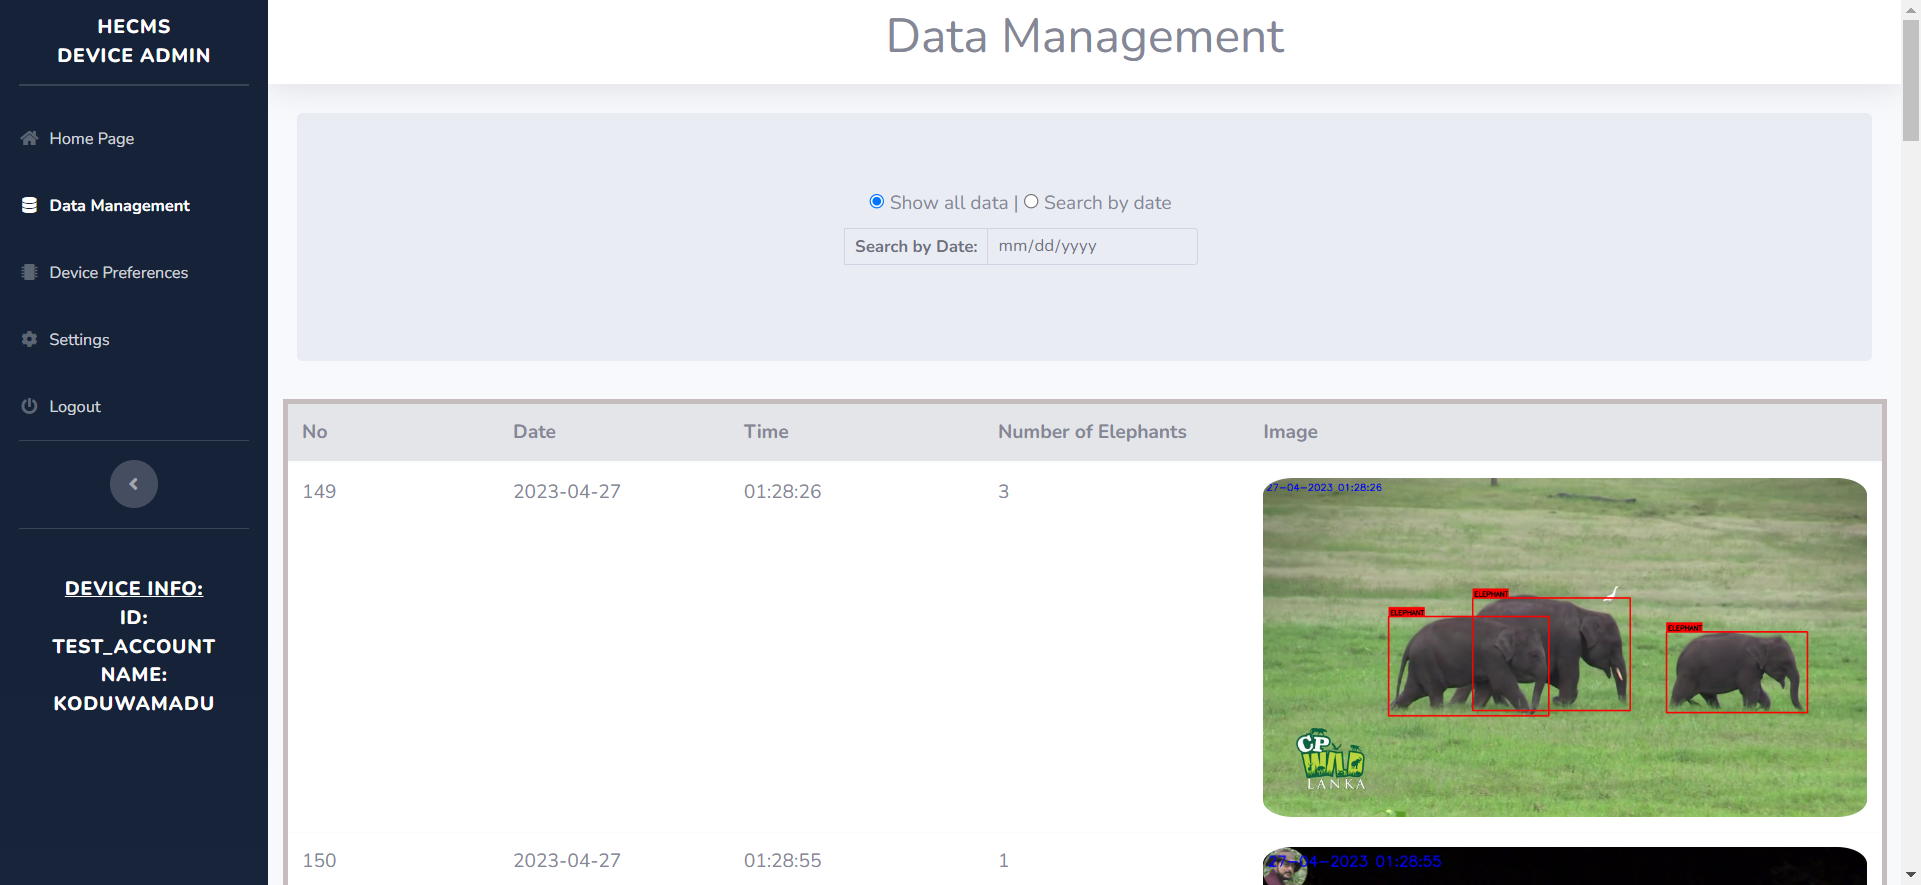 HECMS
DEVICE ADMIN
Home Page
Data Management
Device Preferences
Settings
Logout
DEVICE INFO:
ID:
TEST_ACCOUNT
NAME:
KODUWAMADU
Data Management
Show all data | Search by date
Search by Date: mm/dd/yyyy
No Date Time Number of Elephants Image
149 2023-04-27 01:28:26 3
27-04-2023 01:28:26
ELEPHANT
ELEPHANT
ELEPHANT
CP
WILD
LANKA
150 2023-04-27 01:28:55 1
27-04-2023 01:28:55